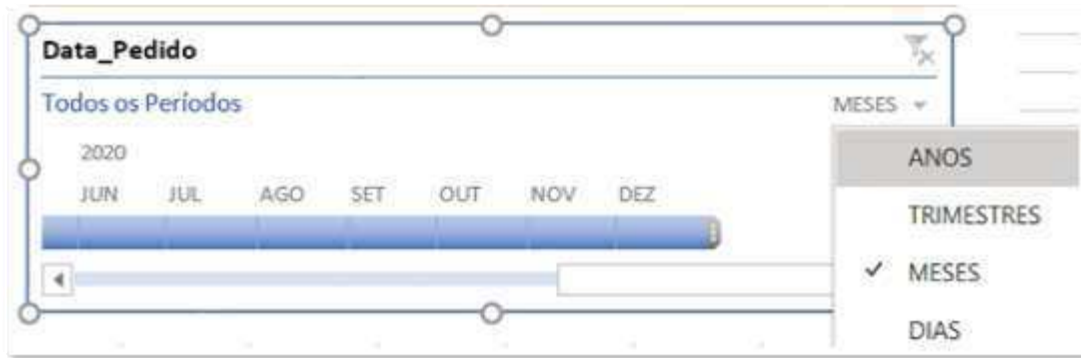 Data_Pedido
Todos os Períodos
MESES
2020
JUN JUL AGO SET OUT NOV DEZ
ANOS
TRIMESTRES
MESES
DIAS